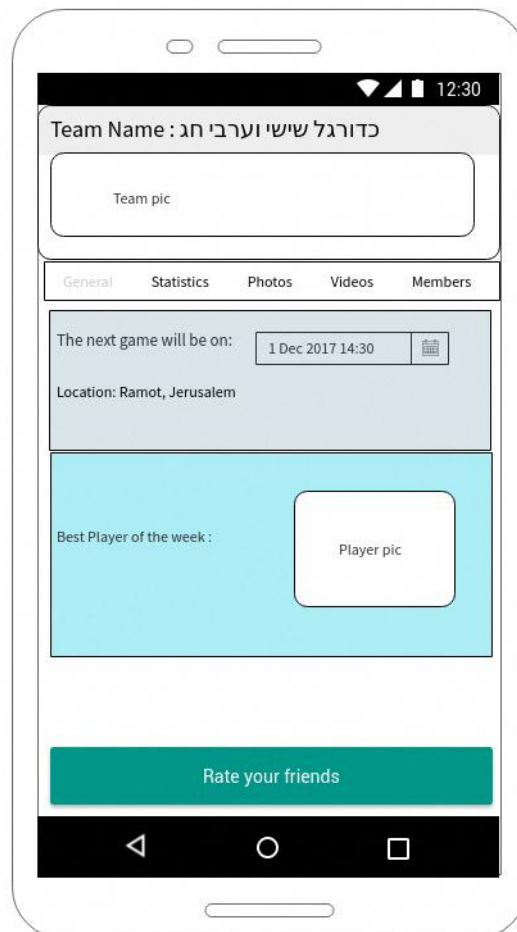 12:30
Team Name : כדורגל שישי וערבי חג
Team pic
General Statistics Photos Videos Members
The next game will be on: 1 Dec 2017 14:30
Location: Ramot, Jerusalem
Best Player of the week :
Player pic
Rate your friends